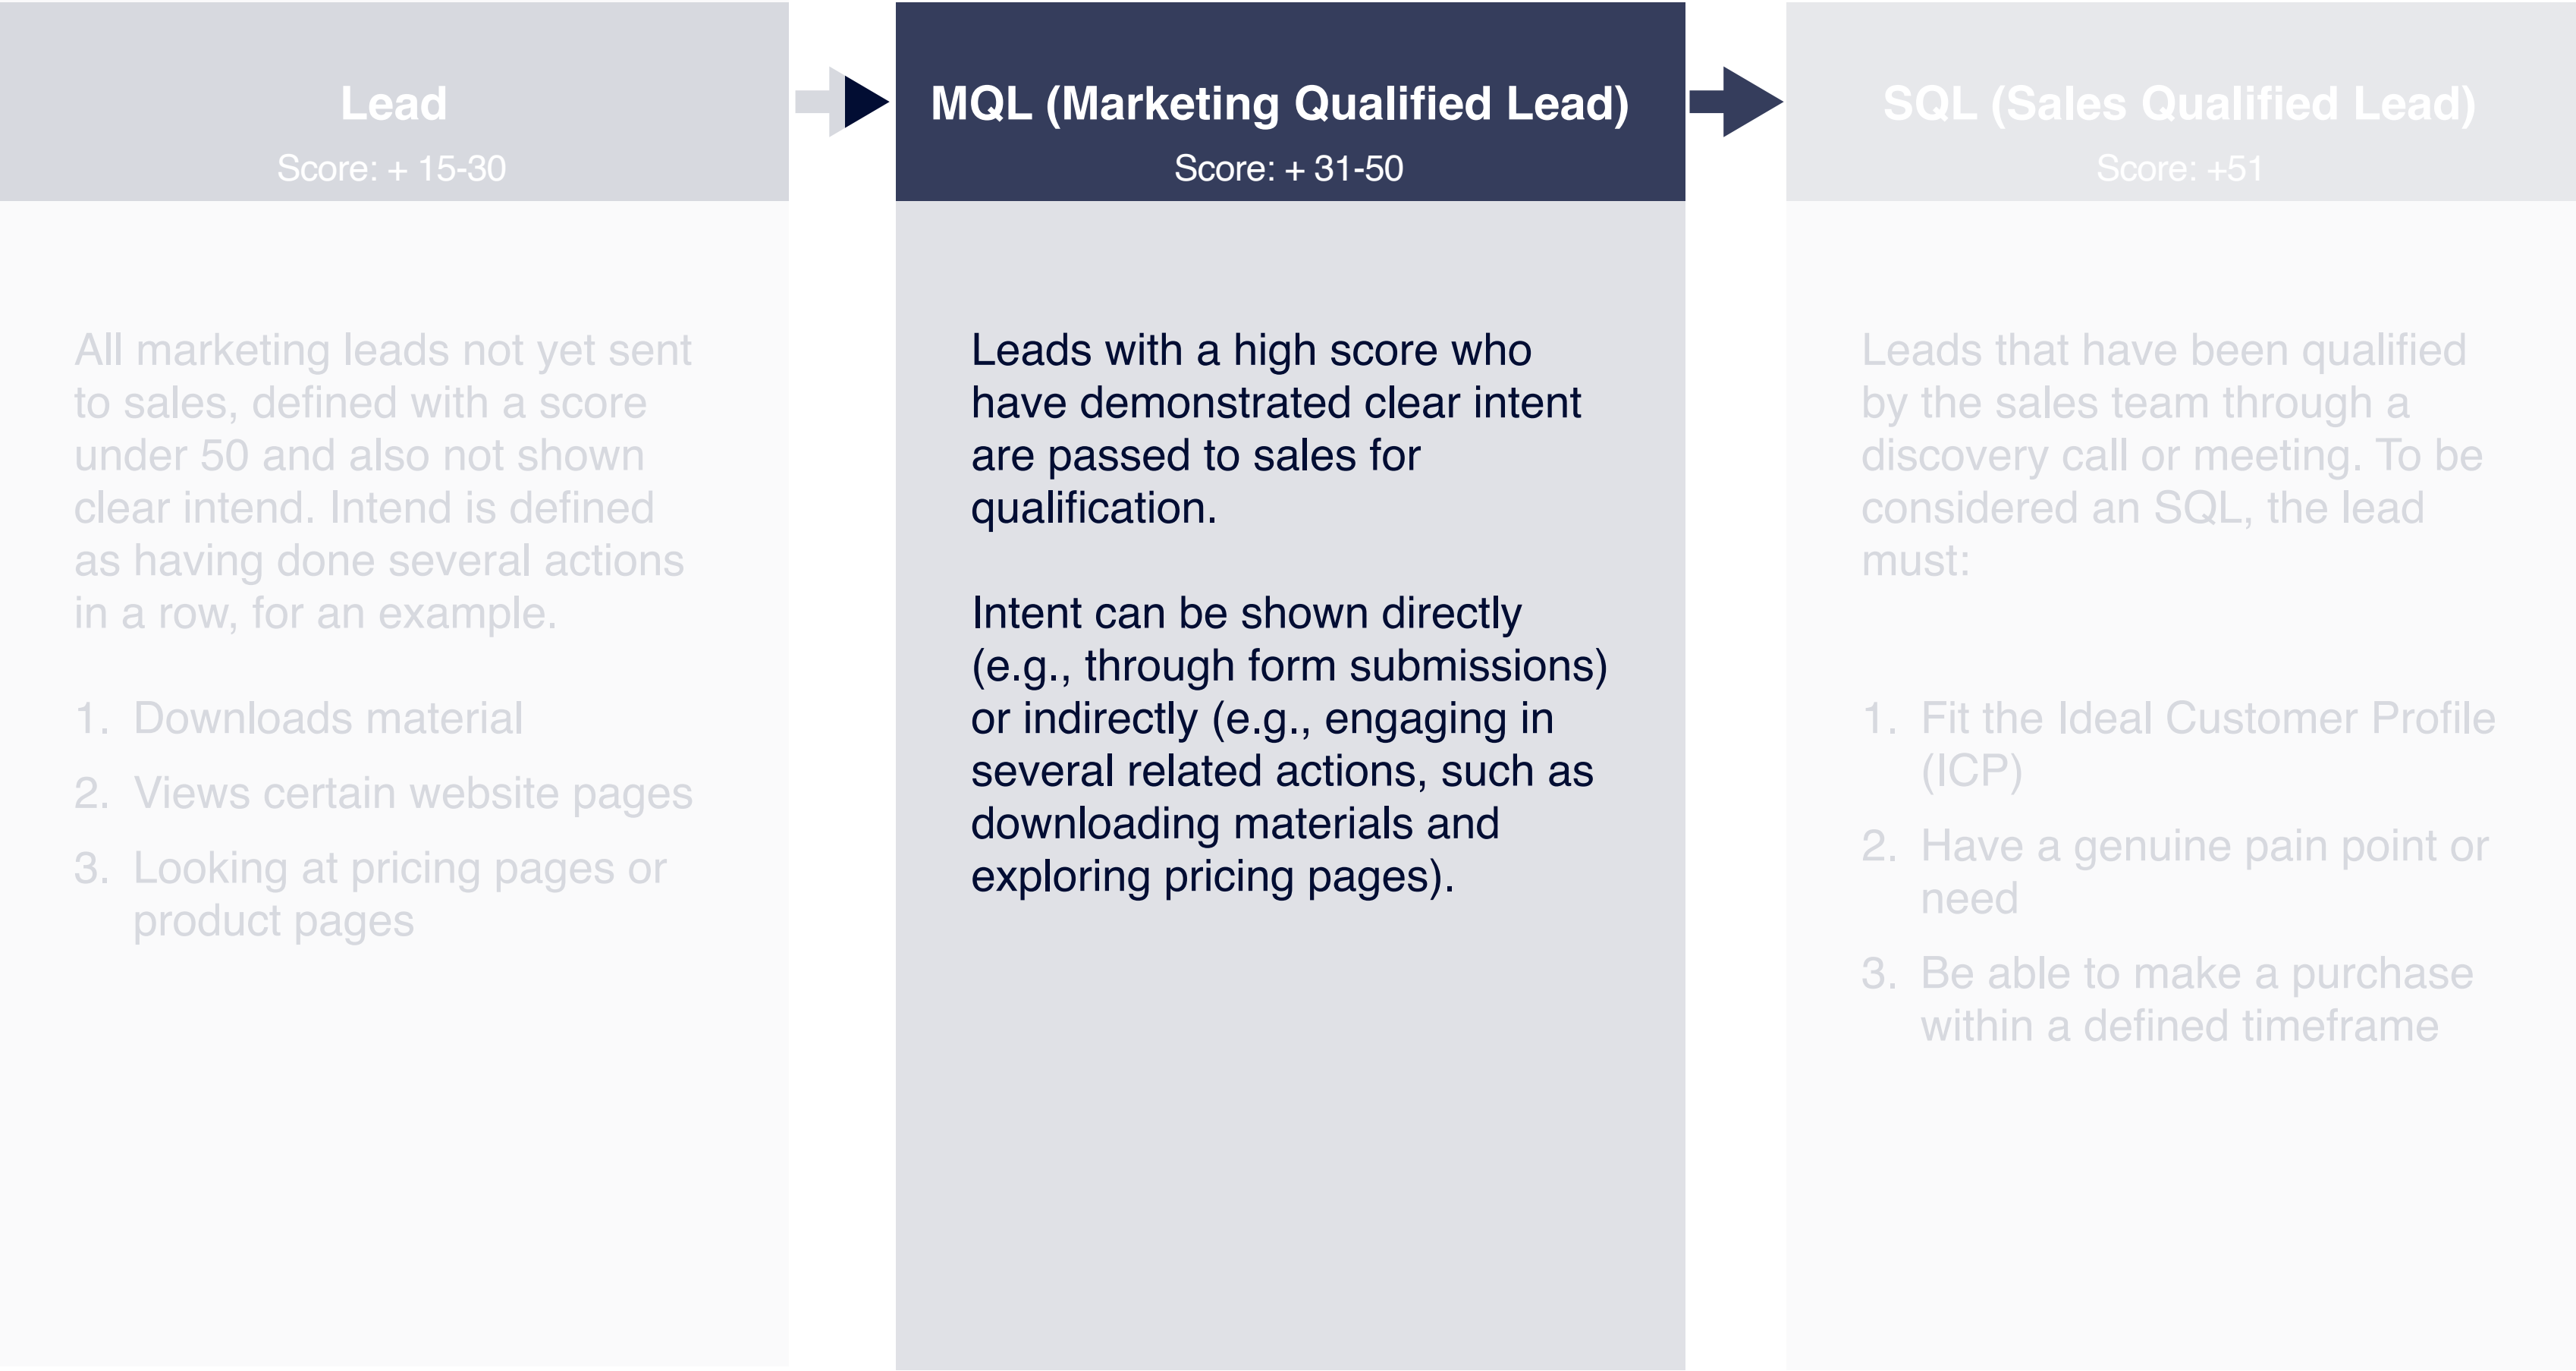 Lead
Score: + 15-30
All marketing leads not yet sent
to sales, defined with a score
under 50 and also not shown
clear intend. Intend is defined
as having done several actions
in a row, for an example.
1. Downloads material
2. Views certain website pages
3. Looking at pricing pages or
product pages
MQL (Marketing Qualified Lead)
Score: + 31-50
Leads with a high score who
have demonstrated clear intent
are passed to sales for
qualification.
Intent can be shown directly
(e.g., through form submissions)
or indirectly (e.g., engaging in
several related actions, such as
downloading materials and
exploring pricing pages).
SQL (Sales Qualified Lead)
Score: +51
Leads that have been qualified
by the sales team through a
discovery call or meeting. To be
considered an SQL, the lead
must:
1. Fit the Ideal Customer Profile
(ICP)
2. Have a genuine pain point or
need
3. Be able to make a purchase
within a defined timeframe